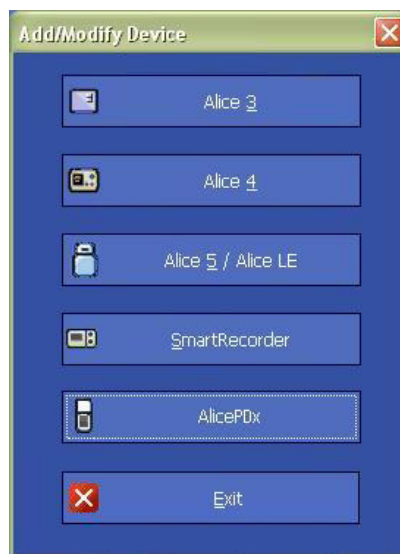 Add/Modify Device
Alice 3
Alice 4
Alice 5 / Alice LE
SmartRecorder
AlicePDx
Exit